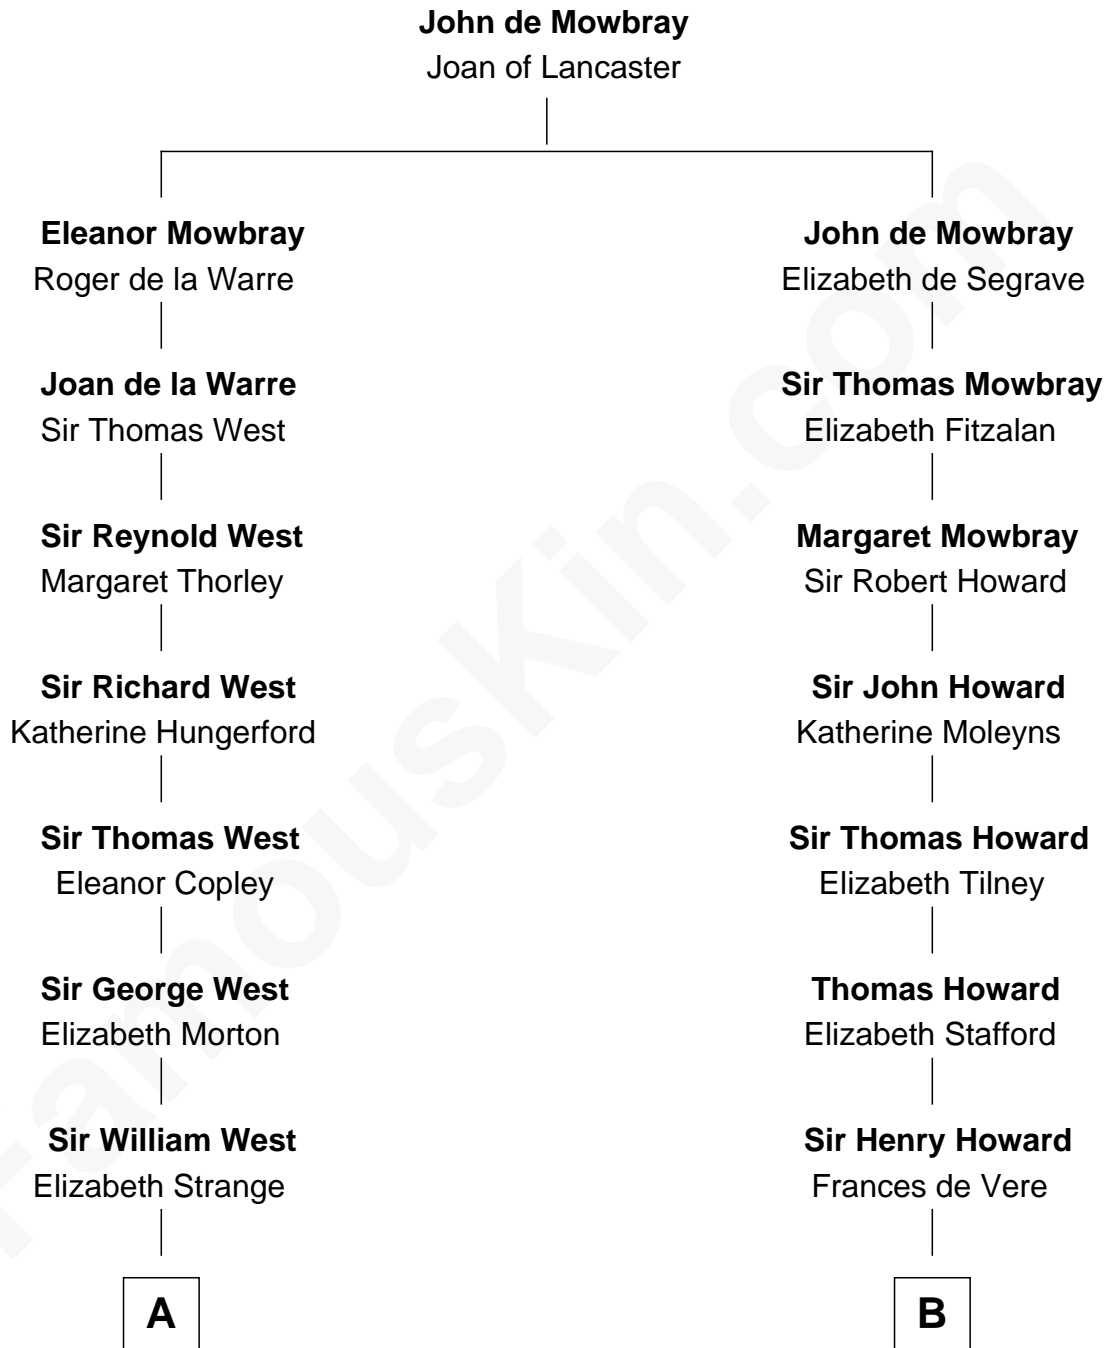 John de Mowbray
Joan of Lancaster
Eleanor Mowbray
Roger de la Warre
John de Mowbray
Elizabeth de Segrave
Joan de la Warre
Sir Thomas West
Sir Thomas Mowbray
Elizabeth Fitzalan
Sir Reynold West
Margaret Thorley
Margaret Mowbray
Sir Robert Howard
Sir Richard West
Katherine Hungerford
Sir John Howard
Katherine Moleyns
Sir Thomas West
Eleanor Copley
Sir Thomas Howard
Elizabeth Tilney
Sir George West
Elizabeth Morton
Thomas Howard
Elizabeth Stafford
Sir William West
Elizabeth Strange
Sir Henry Howard
Frances de Vere
A
B
FamousKin.com